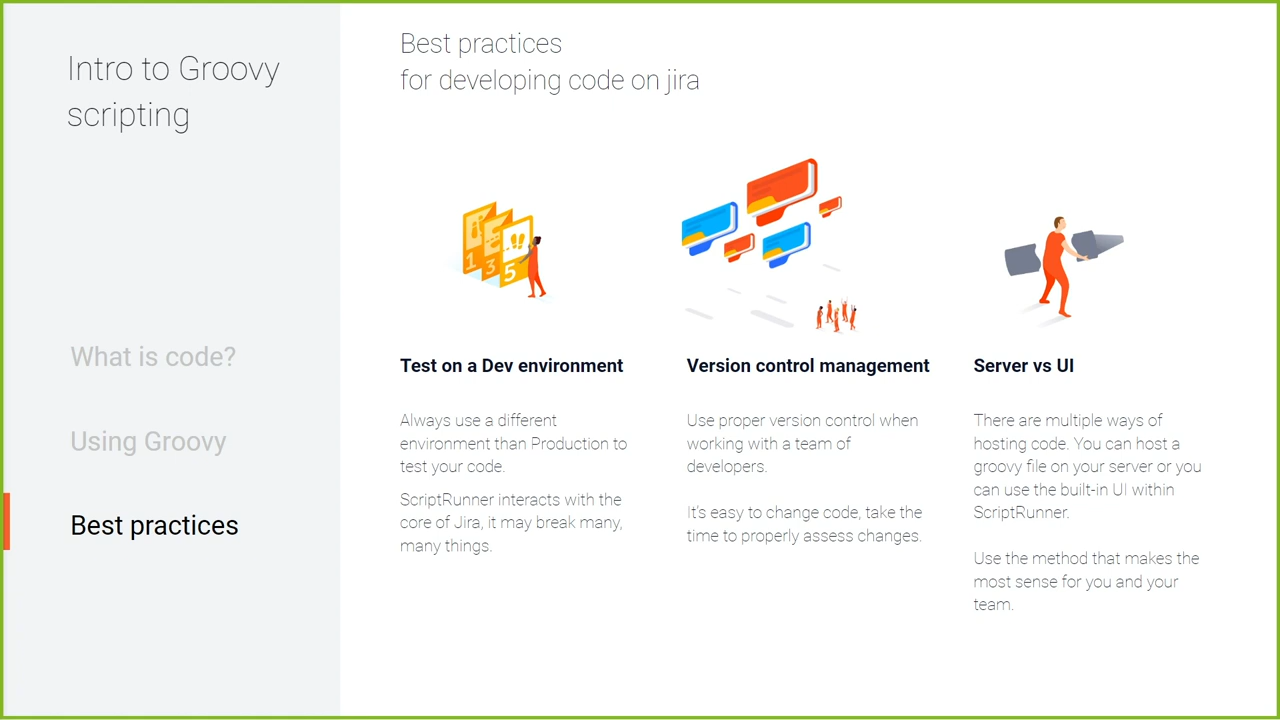 Intro to Groovy
scripting
What is code?
Using Groovy
Best practices
Best practices
for developing code on jira
1
3
5
Test on a Dev environment
Always use a different
environment than Production to
test your code.
ScriptRunner interacts with the
core of Jira, it may break many,
many things.
Version control management
Use proper version control when
working with a team of
developers.
It's easy to change code, take the
time to properly assess changes.
Server vs UI
There are multiple ways of
hosting code. You can host a
groovy file on your server or you
can use the built-in UI within
ScriptRunner.
Use the method that makes the
most sense for you and your
team.